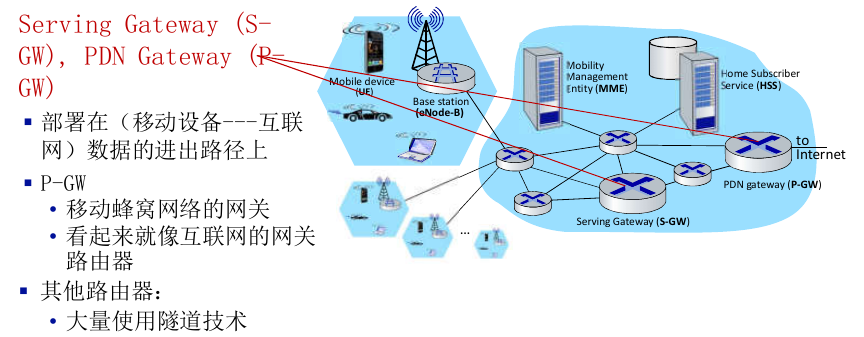 Serving Gateway (S-
GW), PDN Gateway (P-
GW)
▪ 部署在（移动设备---互联
网）数据的进出路径上
▪ P-GW
• 移动蜂窝网络的网关
• 看起来就像互联网的网关
路由器
▪ 其他路由器：
• 大量使用隧道技术
Mobile device
(UE)
Base station
(eNode-B)
Mobility
Management
Entity (MME)
Home Subscriber
Service (HSS)
to
Internet
PDN gateway (P-GW)
Serving Gateway (S-GW)
...